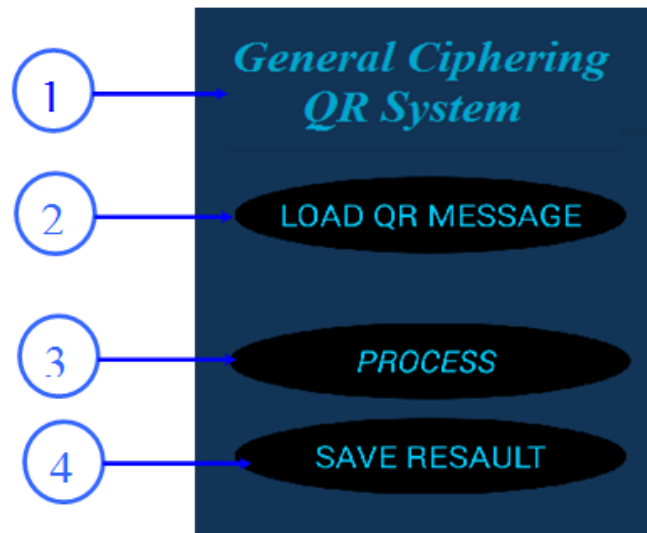 1
General Ciphering
QR System
2
LOAD QR MESSAGE
3
PROCESS
4
SAVE RESAULT